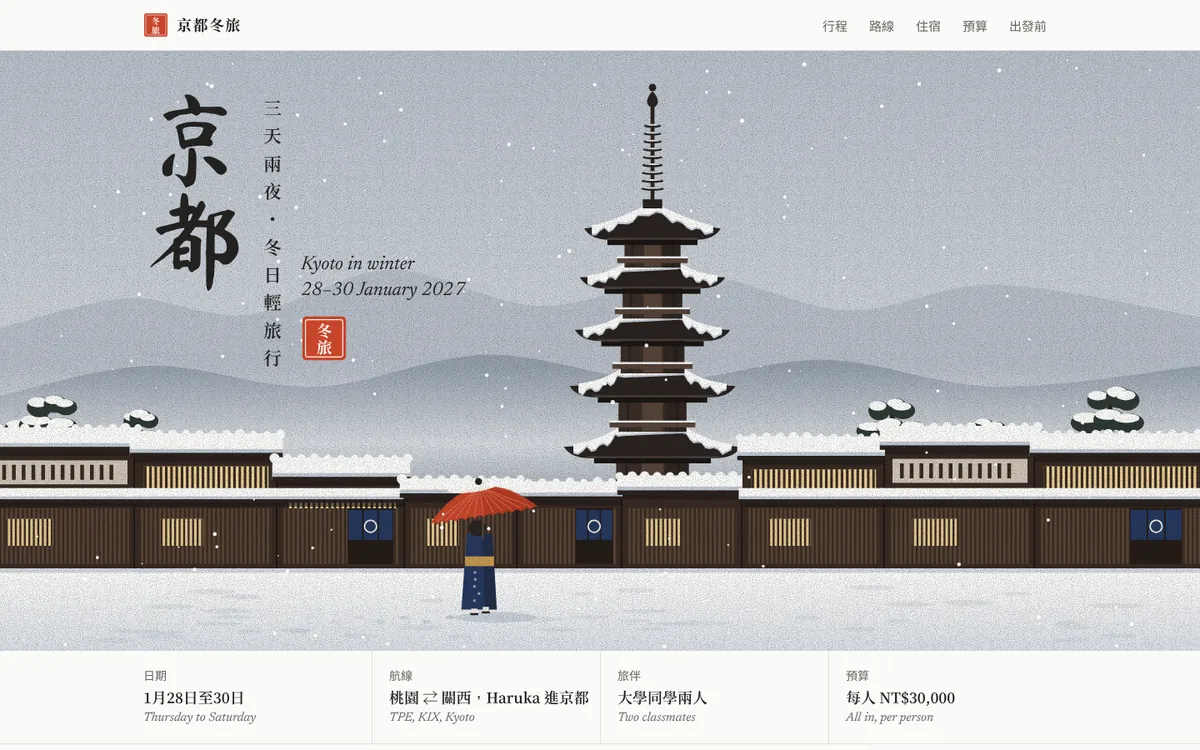 冬旅
京都冬旅
行程
路線
住宿
預算
出發前
京都
三天兩夜・冬日輕旅行
Kyoto in winter
28–30 January 2027
冬旅
日期
1月28日至30日
Thursday to Saturday
航線
桃園 ⇄ 關西，Haruka 進京都
TPE, KIX, Kyoto
旅伴
大學同學兩人
Two classmates
預算
每人 NT$30,000
All in, per person